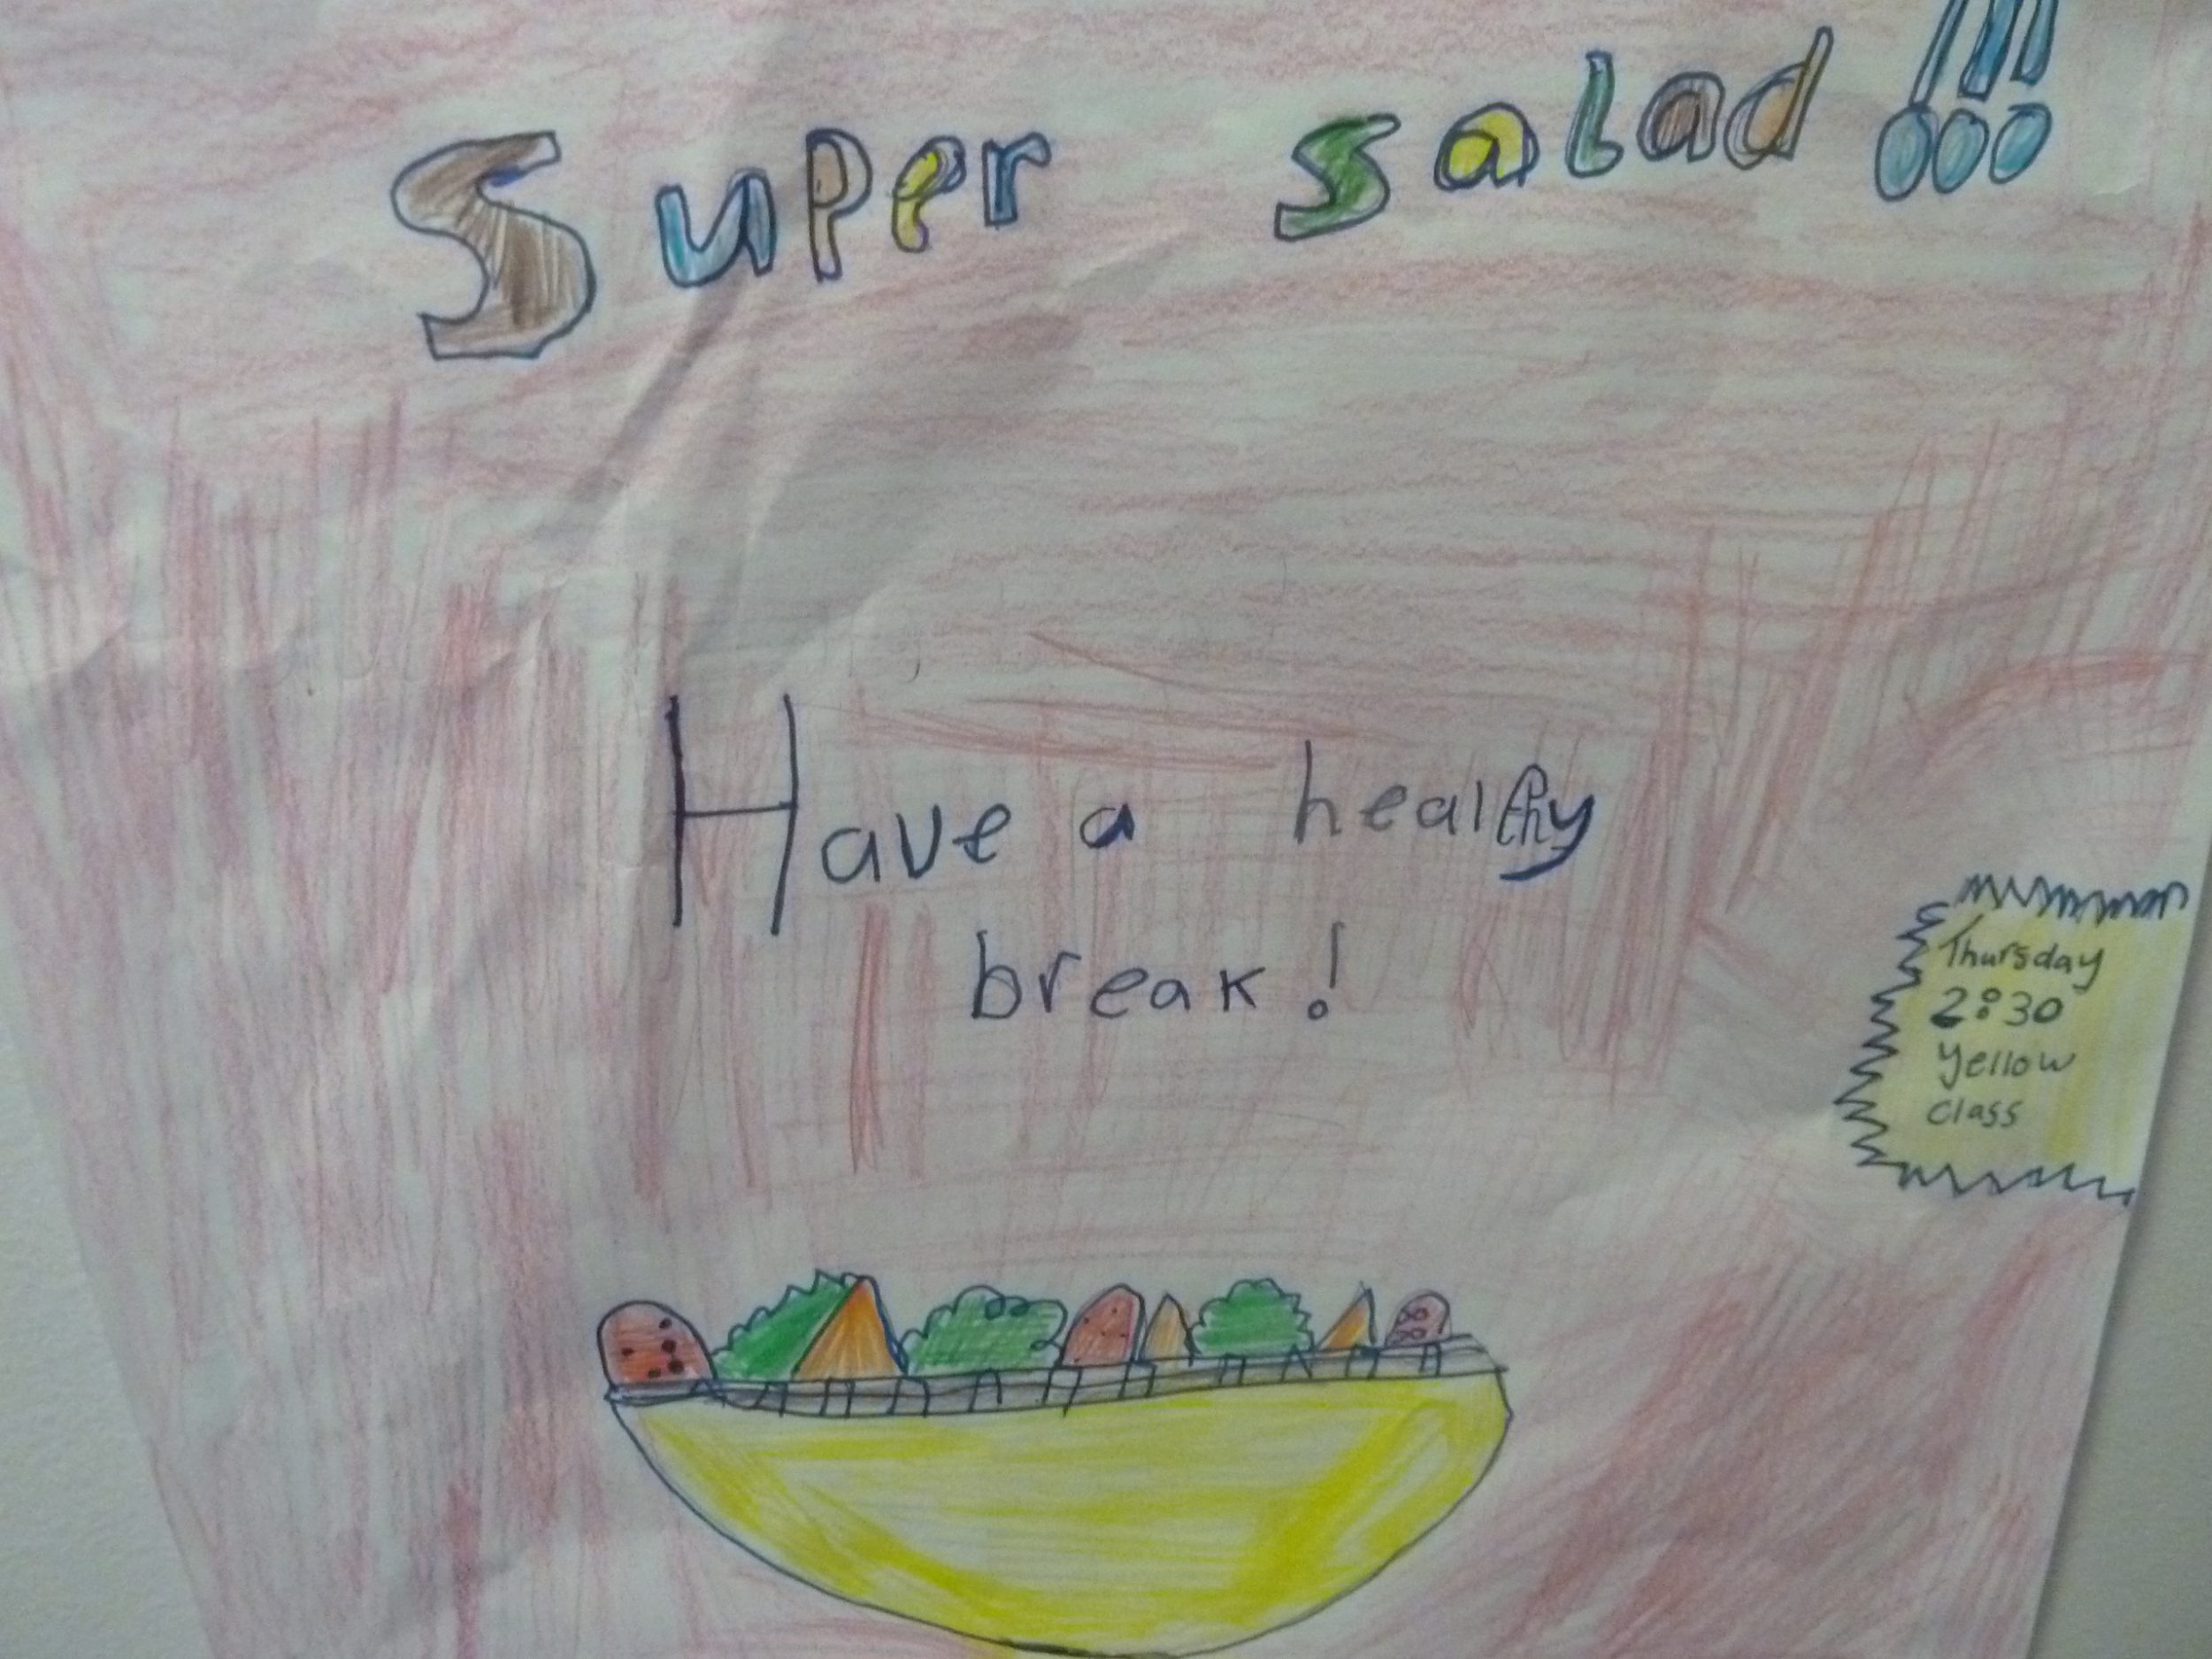 Super salad!!!
Have a healthy
break!
Thursday
2:30
yellow
class